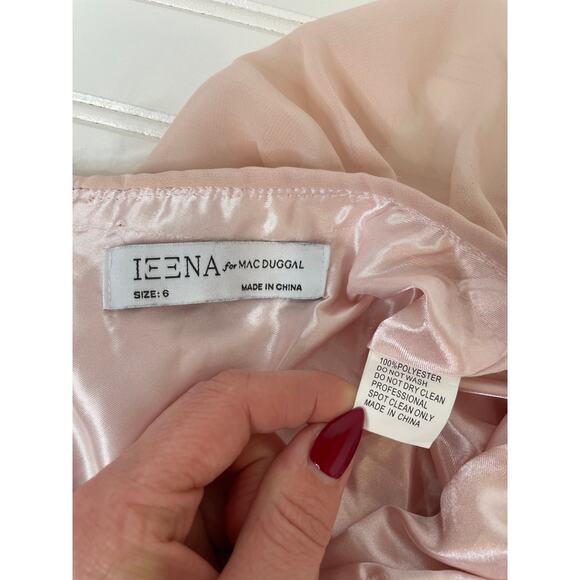 IEENA for MAC DUGGAL
SIZE: 6 MADE IN CHINA
100%POLYESTER
DO NOT WASH
DO NOT DRY CLEAN
PROFESSIONAL
SPOT CLEAN ONLY
MADE IN CHINA